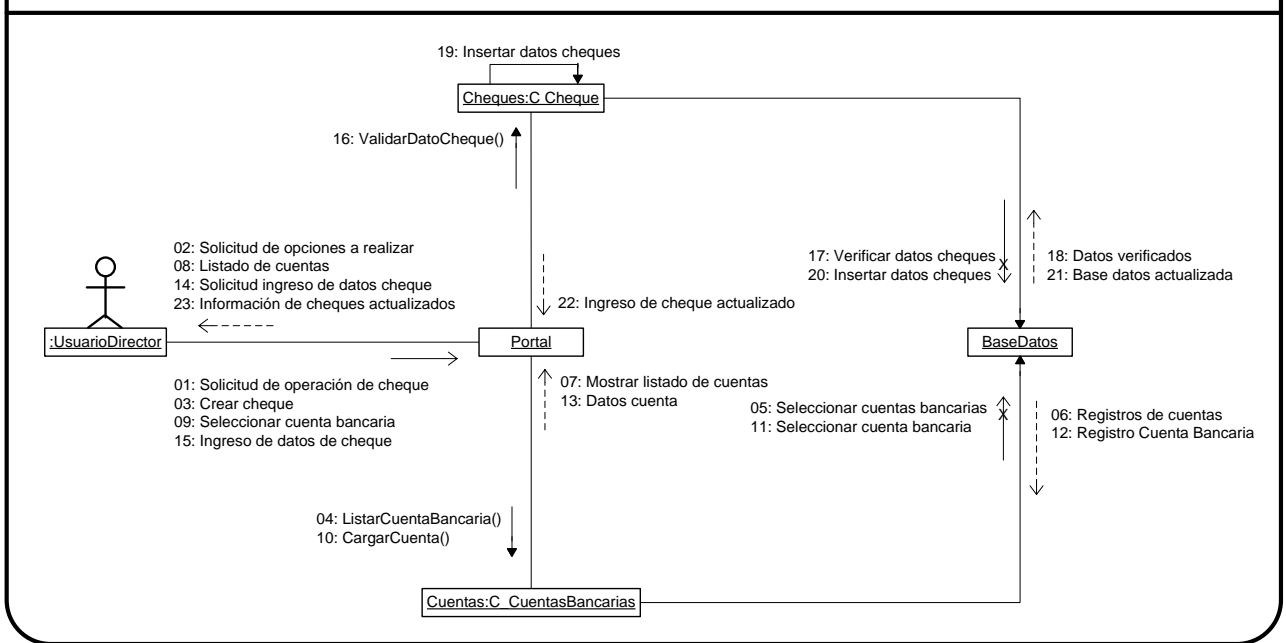 19: Insertar datos cheques
Cheques:C Cheque
16: ValidarDatoCheque()
02: Solicitud de opciones a realizar
08: Listado de cuentas
14: Solicitud ingreso de datos cheque
23: Información de cheques actualizados
17: Verificar datos cheques
20: Insertar datos cheques
18: Datos verificados
21: Base datos actualizada
22: Ingreso de cheque actualizado
:UsuarioDirector
Portal
BaseDatos
01: Solicitud de operación de cheque
03: Crear cheque
09: Seleccionar cuenta bancaria
15: Ingreso de datos de cheque
07: Mostrar listado de cuentas
13: Datos cuenta
05: Seleccionar cuentas bancarias
11: Seleccionar cuenta bancaria
06: Registros de cuentas
12: Registro Cuenta Bancaria
04: ListarCuentaBancaria()
10: CargarCuenta()
Cuentas:C_CuentasBancarias